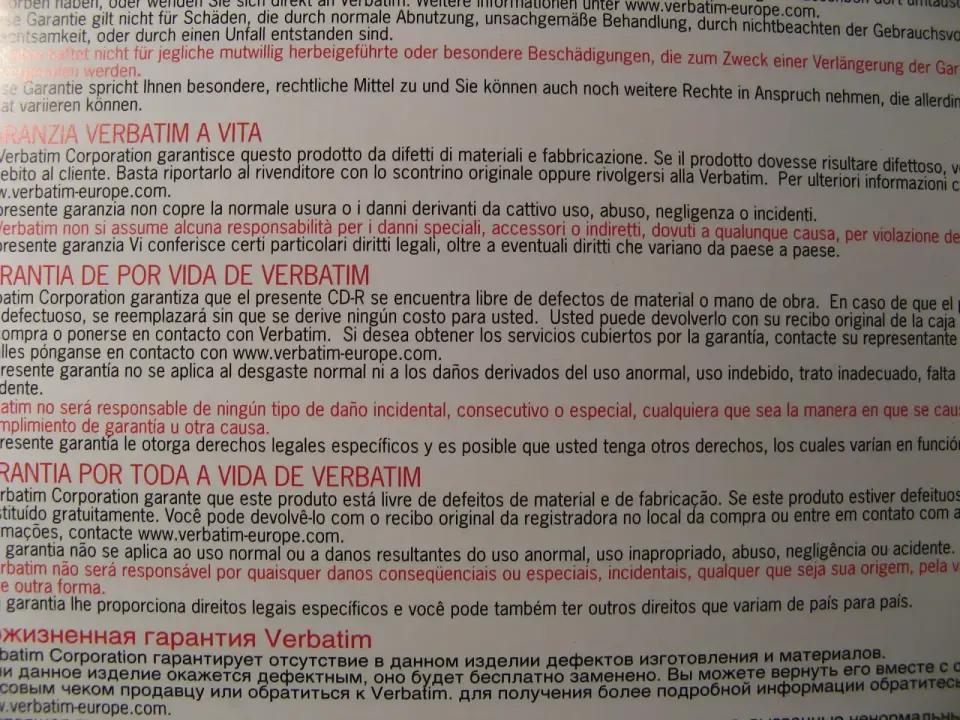 oder wenden Sie sich direkt an Verbatim. Weitere Informationen unter www.verbatim-europe.com.
se Garantie gilt nicht für Schäden, die durch normale Abnutzung, unsachgemäße Behandlung, durch nichtbeachten der Gebrauchsvo
chtsamkeit, oder durch einen Unfall entstanden sind.
haftet nicht für jegliche mutwillig herbeigeführte oder besondere Beschädigungen, die zum Zweck einer Verlängerung der Gar
werden.
se Garantie spricht Ihnen besondere, rechtliche Mittel zu und Sie können auch noch weitere Rechte in Anspruch nehmen, die allerdin
at variieren können.
ARANZIA VERBATIM A VITA
Verbatim Corporation garantisce questo prodotto da difetti di materiali e fabbricazione. Se il prodotto dovesse risultare difettoso, v
ebito al cliente. Basta riportarlo al rivenditore con lo scontrino originale oppure rivolgersi alla Verbatim. Per ulteriori informazioni c
w.verbatim-europe.com.
presente garanzia non copre la normale usura o i danni derivanti da cattivo uso, abuso, negligenza o incidenti.
Verbatim non si assume alcuna responsabilità per i danni speciali, accessori o indiretti, dovuti a qualunque causa, per violazione de
presente garanzia Vi conferisce certi particolari diritti legali, oltre a eventuali diritti che variano da paese a paese.
RANTIA DE POR VIDA DE VERBATIM
batim Corporation garantiza que el presente CD-R se encuentra libre de defectos de material o mano de obra. En caso de que el p
defectuoso, se reemplazará sin que se derive ningún costo para usted. Usted puede devolverlo con su recibo original de la caja
compra o ponerse en contacto con Verbatim. Si desea obtener los servicios cubiertos por la garantía, contacte su representante
lles pónganse en contacto con www.verbatim-europe.com.
resente garantía no se aplica al desgaste normal ni a los daños derivados del uso anormal, uso indebido, trato inadecuado, falta
dente.
atim no será responsable de ningún tipo de daño incidental, consecutivo o especial, cualquiera que sea la manera en que se cau
mplimiento de garantía u otra causa.
resente garantía le otorga derechos legales específicos y es posible que usted tenga otros derechos, los cuales varían en función
RANTIA POR TODA A VIDA DE VERBATIM
rbatim Corporation garante que este produto está livre de defeitos de material e de fabricação. Se este produto estiver defeituos
stituído gratuitamente. Você pode devolvê-lo com o recibo original da registradora no local da compra ou entre em contato com a
rmações, contacte www.verbatim-europe.com.
garantia não se aplica ao uso normal ou a danos resultantes do uso anormal, uso inapropriado, abuso, negligência ou acidente.
rbatim não será responsável por quaisquer danos conseqüenciais ou especiais, incidentais, qualquer que seja sua origem, pela v
e outra forma.
garantia lhe proporciona direitos legais específicos e você pode também ter outros direitos que variam de país para país.
ожизненная гарантия Verbatim
batim Corporation гарантирует отсутствие в данном изделии дефектов изготовления и материалов.
и данное изделие окажется дефектным, оно будет бесплатно заменено. Вы можете вернуть его вместе с
совым чеком продавцу или обратиться к Verbatim. для получения более подробной информации обратитесь
w.verbatim-europe.com.